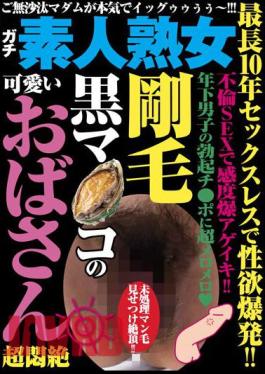 ご無沙汰マダムが本気でイッグゥゥぅぅ～!!!
ガチ素人熟女
最長10年セックスレスで性欲爆発!!
不倫SEXで感度爆アゲイキ!!
年下男子の勃起チ●ポに超メロメロ♥
剛毛
黒マ コの
可愛い
おばさん
超悶絶
未処理マン毛
見せつけ絶頂!!